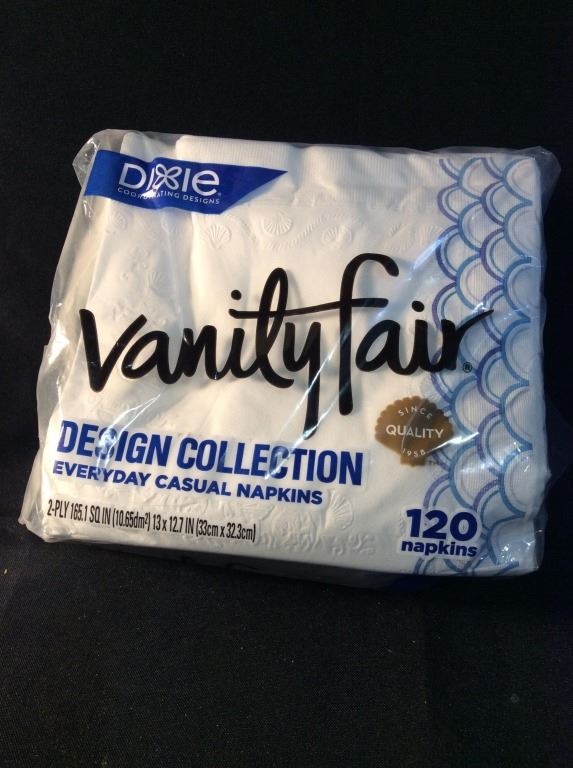 DIXIE®
COORDINATING DESIGNS
vanity fair®
SINCE
QUALITY
1958
DESIGN COLLECTION
EVERYDAY CASUAL NAPKINS
2-PLY 165.1 SQ IN (10.65dm²) 13 x 12.7 IN (33cm x 32.3cm)
120
napkins